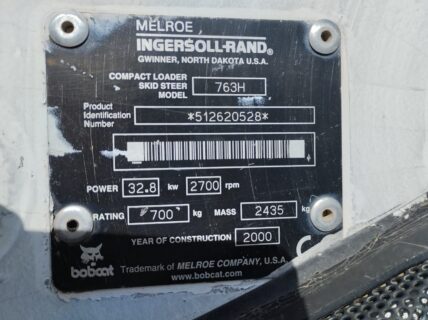 MELROE
INGERSOLL-RAND®
GWINNER, NORTH DAKOTA U.S.A.
COMPACT LOADER
SKID STEER
MODEL 763H
Product
Identification
Number *512620528*
POWER 32.8 kw 2700 rpm
RATING 700 kg MASS 2435 kg
YEAR OF CONSTRUCTION 2000
bobcat
Trademark of MELROE COMPANY, U.S.A.
www.bobcat.com